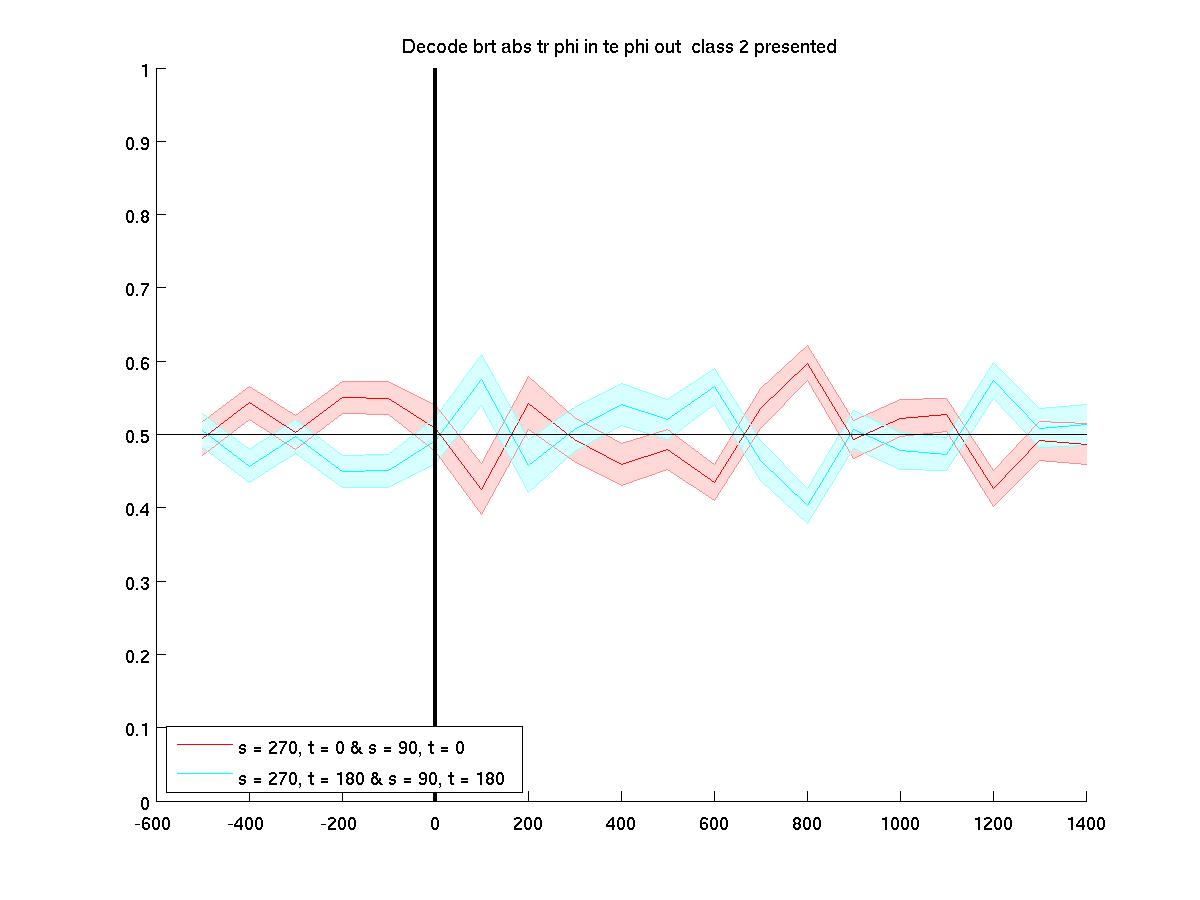 Decode brt abs tr phi in te phi out  class 2 presented
1
0.9
0.8
0.7
0.6
0.5
0.4
0.3
0.2
0.1
0
s = 270, t = 0 & s = 90, t = 0
s = 270, t = 180 & s = 90, t = 180
-600 -400 -200 0 200 400 600 800 1000 1200 1400